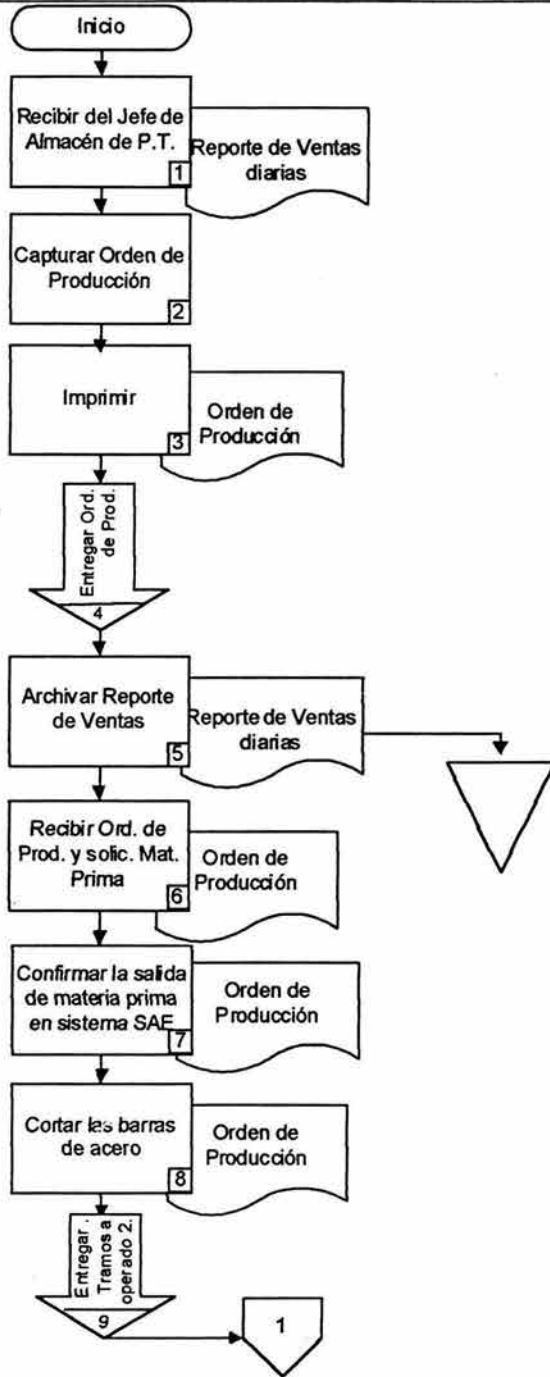 Inicio
Recibir del Jefe de
Almacén de P.T.
1
Reporte de Ventas
diarias
Capturar Orden de
Producción
2
Imprimir
3
Orden de
Producción
Entregar Ord.
de Prod.
4
Archivar Reporte
de Ventas
5
Reporte de Ventas
diarias
Recibir Ord. de
Prod. y solic. Mat.
Prima
6
Orden de
Producción
Confirmar la salida
de materia prima
en sistema SAE
7
Orden de
Producción
Cortar las barras
de acero
8
Orden de
Producción
Entregar .
Tramos a
operado 2.
9
1